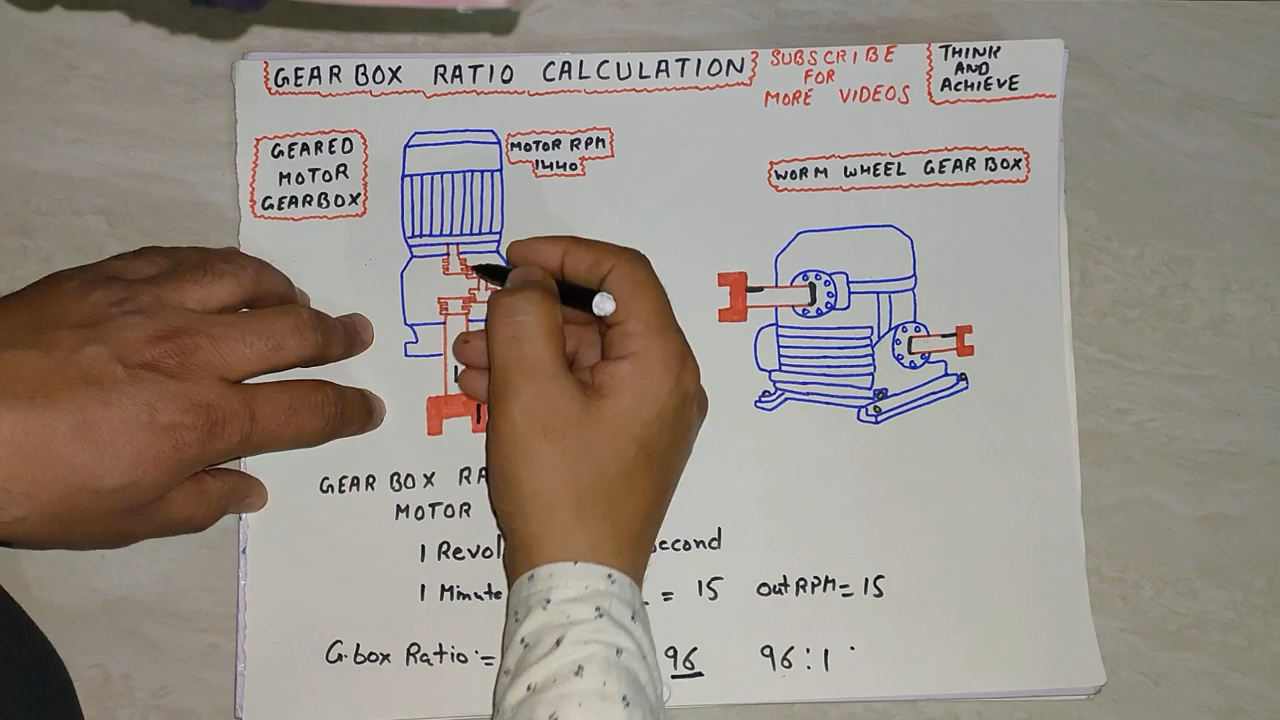 GEAR BOX RATIO CALCULATION
SUBSCRIBE
FOR
MORE VIDEOS
THINK
AND
ACHIEVE
GEARED
MOTOR
GEARBOX
MOTOR RPM
1440
WORM WHEEL GEAR BOX
GEAR BOX RA
MOTOR
1 Revol second
1 Minute = 15 out RPM = 15
G.box Ratio := 96 96:1